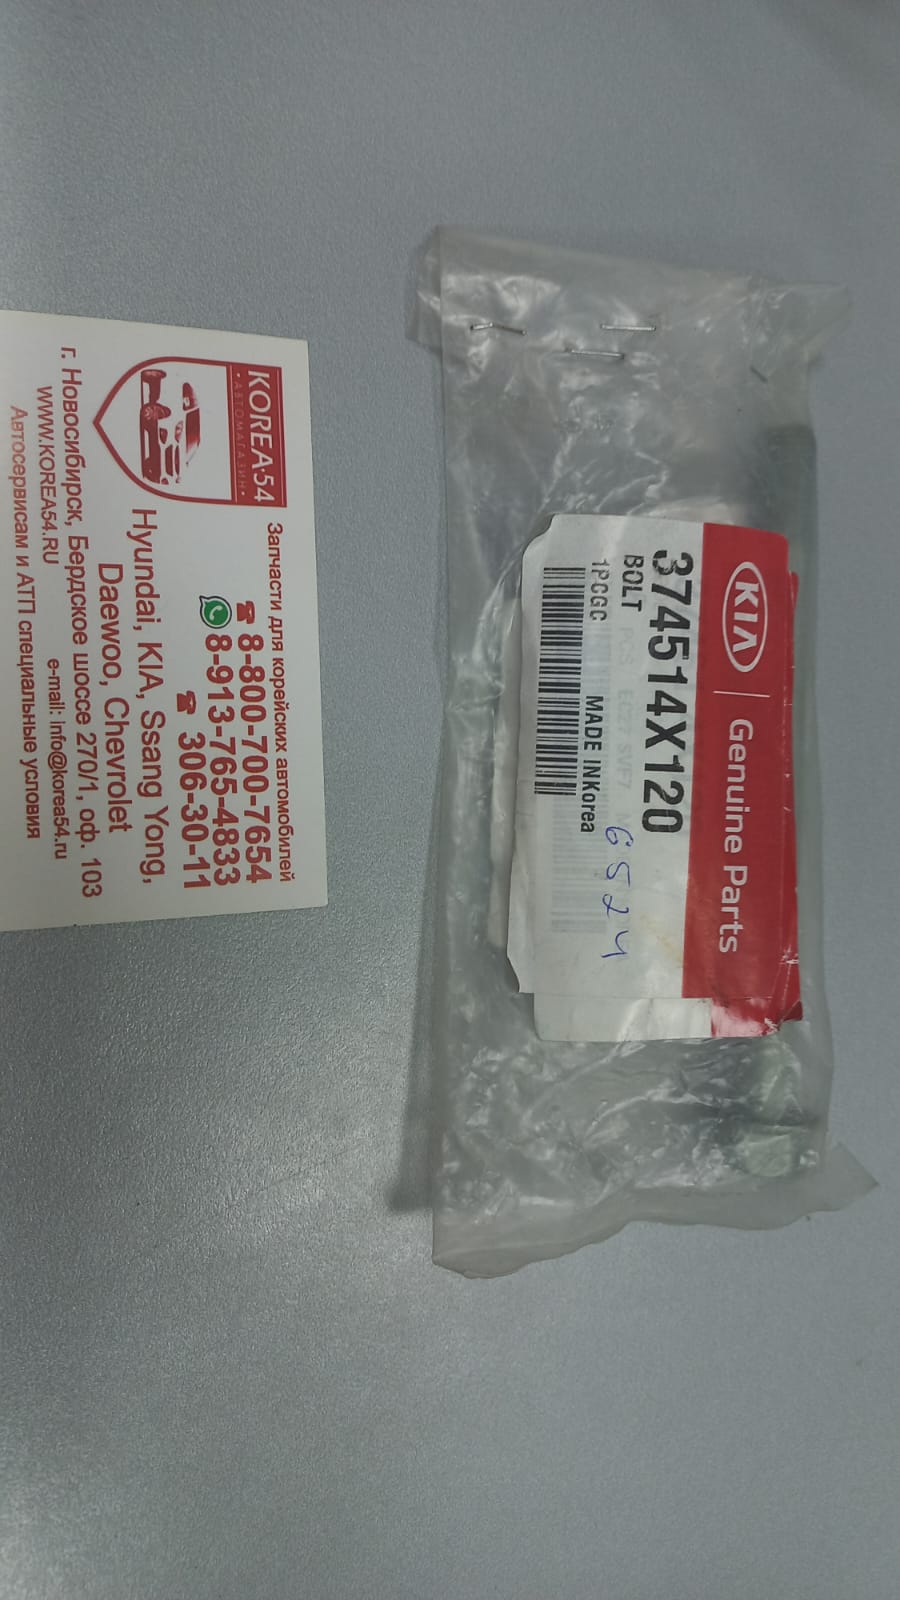 KOREA54
•АВТОМАГАЗИН•
Запчасти для корейских автомобилей
8-800-700-7654
8-913-765-4833
306-30-11
Hyundai, KIA, Ssang Yong,
Daewoo, Chevrolet
г. Новосибирск, Бердское шоссе 270/1, оф. 103
WWW.KOREA54.RU e-mail: info@korea54.ru
Автосервисам и АТП специальные условия
KIA Genuine Parts
374514X120
BOLT
1PCGC MADE INKorea
6524